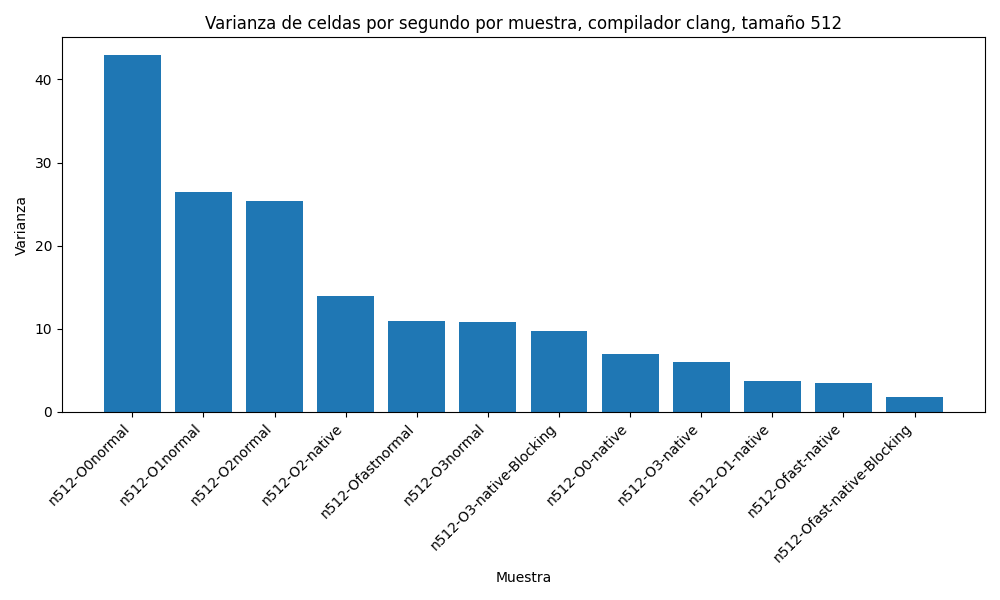 Varianza de celdas por segundo por muestra, compilador clang, tamaño 512
Varianza
40
30
20
10
0
n512-O0normal
n512-O1normal
n512-O2normal
n512-O2-native
n512-Ofastnormal
n512-O3normal
n512-O3-native-Blocking
n512-O0-native
n512-O3-native
n512-O1-native
n512-Ofast-native
n512-Ofast-native-Blocking
Muestra